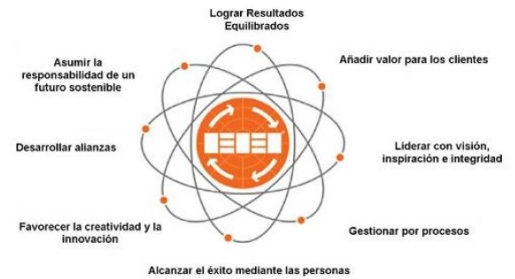 Lograr Resultados
Equilibrados
Añadir valor para los clientes
Asumir la
responsabilidad de un
futuro sostenible
Desarrollar alianzas
Liderar con visión,
inspiración e integridad
Favorecer la creatividad y la
innovación
Gestionar por procesos
Alcanzar el éxito mediante las personas